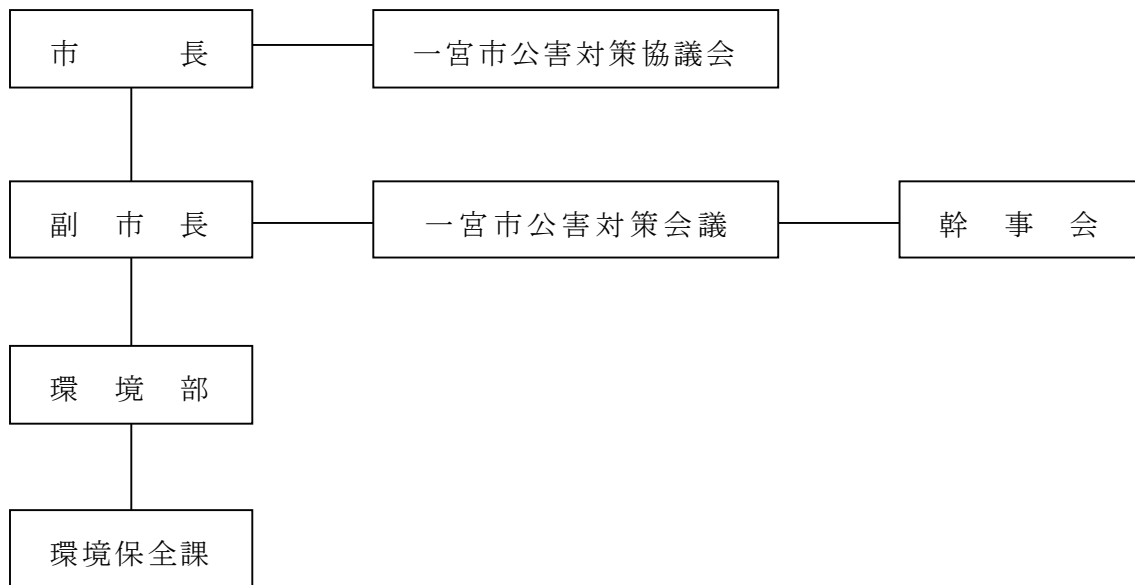 市長
一宮市公害対策協議会
副市長
一宮市公害対策会議
幹事会
環境部
環境保全課